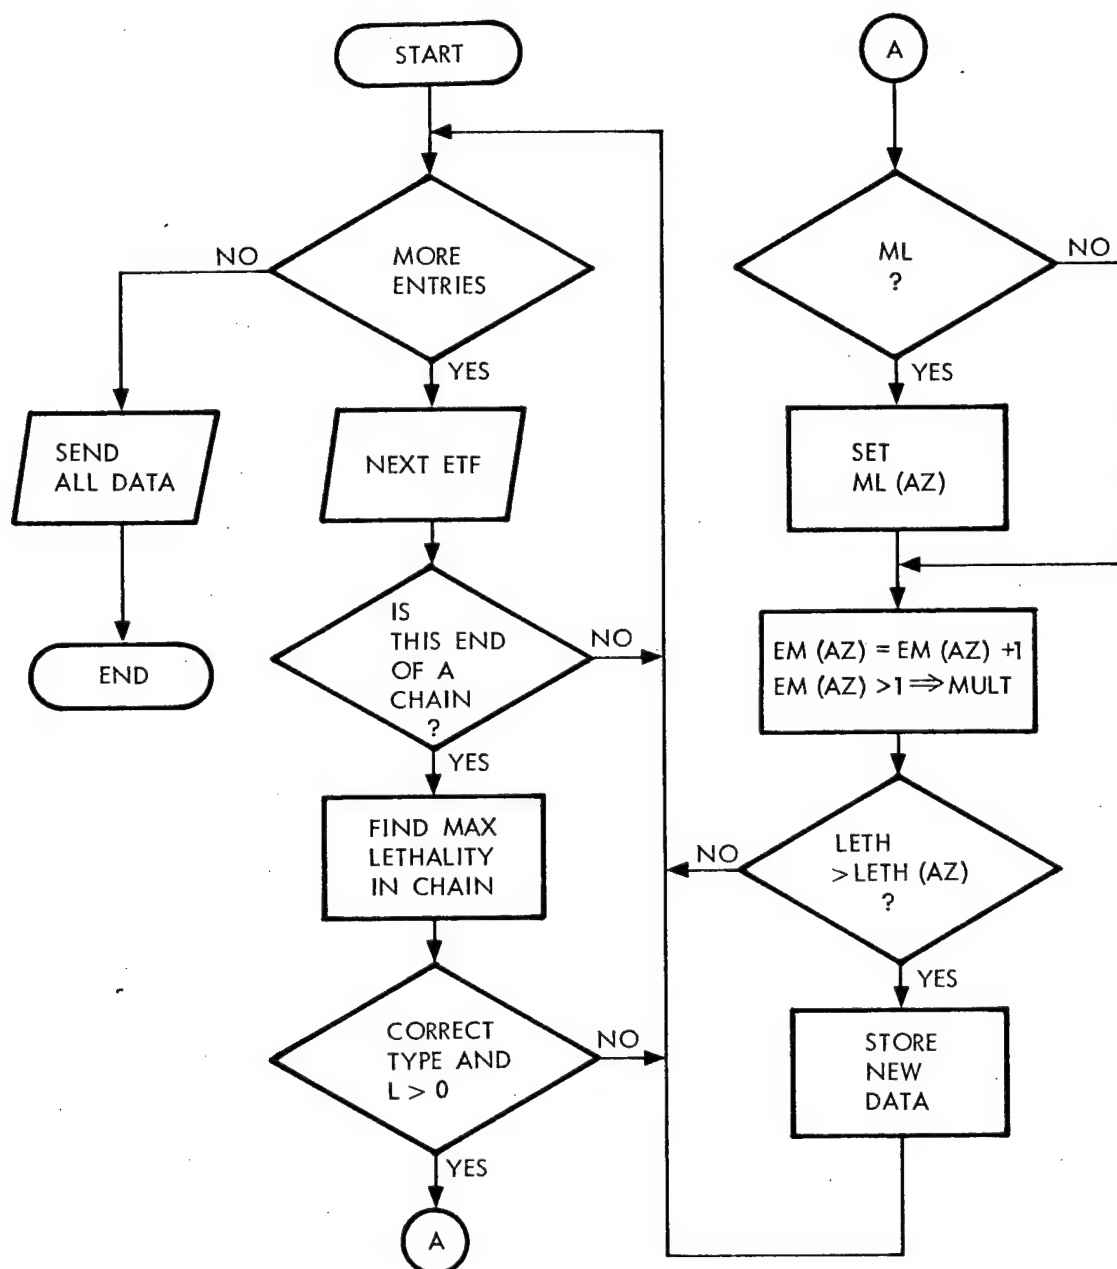 START
MORE
ENTRIES
NO
YES
SEND
ALL DATA
END
NEXT ETF
IS
THIS END
OF A
CHAIN
?
NO
YES
FIND MAX
LETHALITY
IN CHAIN
CORRECT
TYPE AND
L > 0
NO
YES
A
A
ML
?
NO
YES
SET
ML (AZ)
EM (AZ) = EM (AZ) +1
EM (AZ) >1 ⇒ MULT
LETH
>LETH (AZ)
?
NO
YES
STORE
NEW
DATA